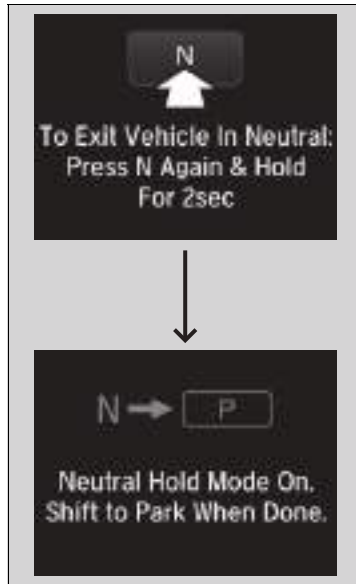 N
To Exit Vehicle In Neutral:
Press N Again & Hold
For 2sec
N P
Neutral Hold Mode On.
Shift to Park When Done.